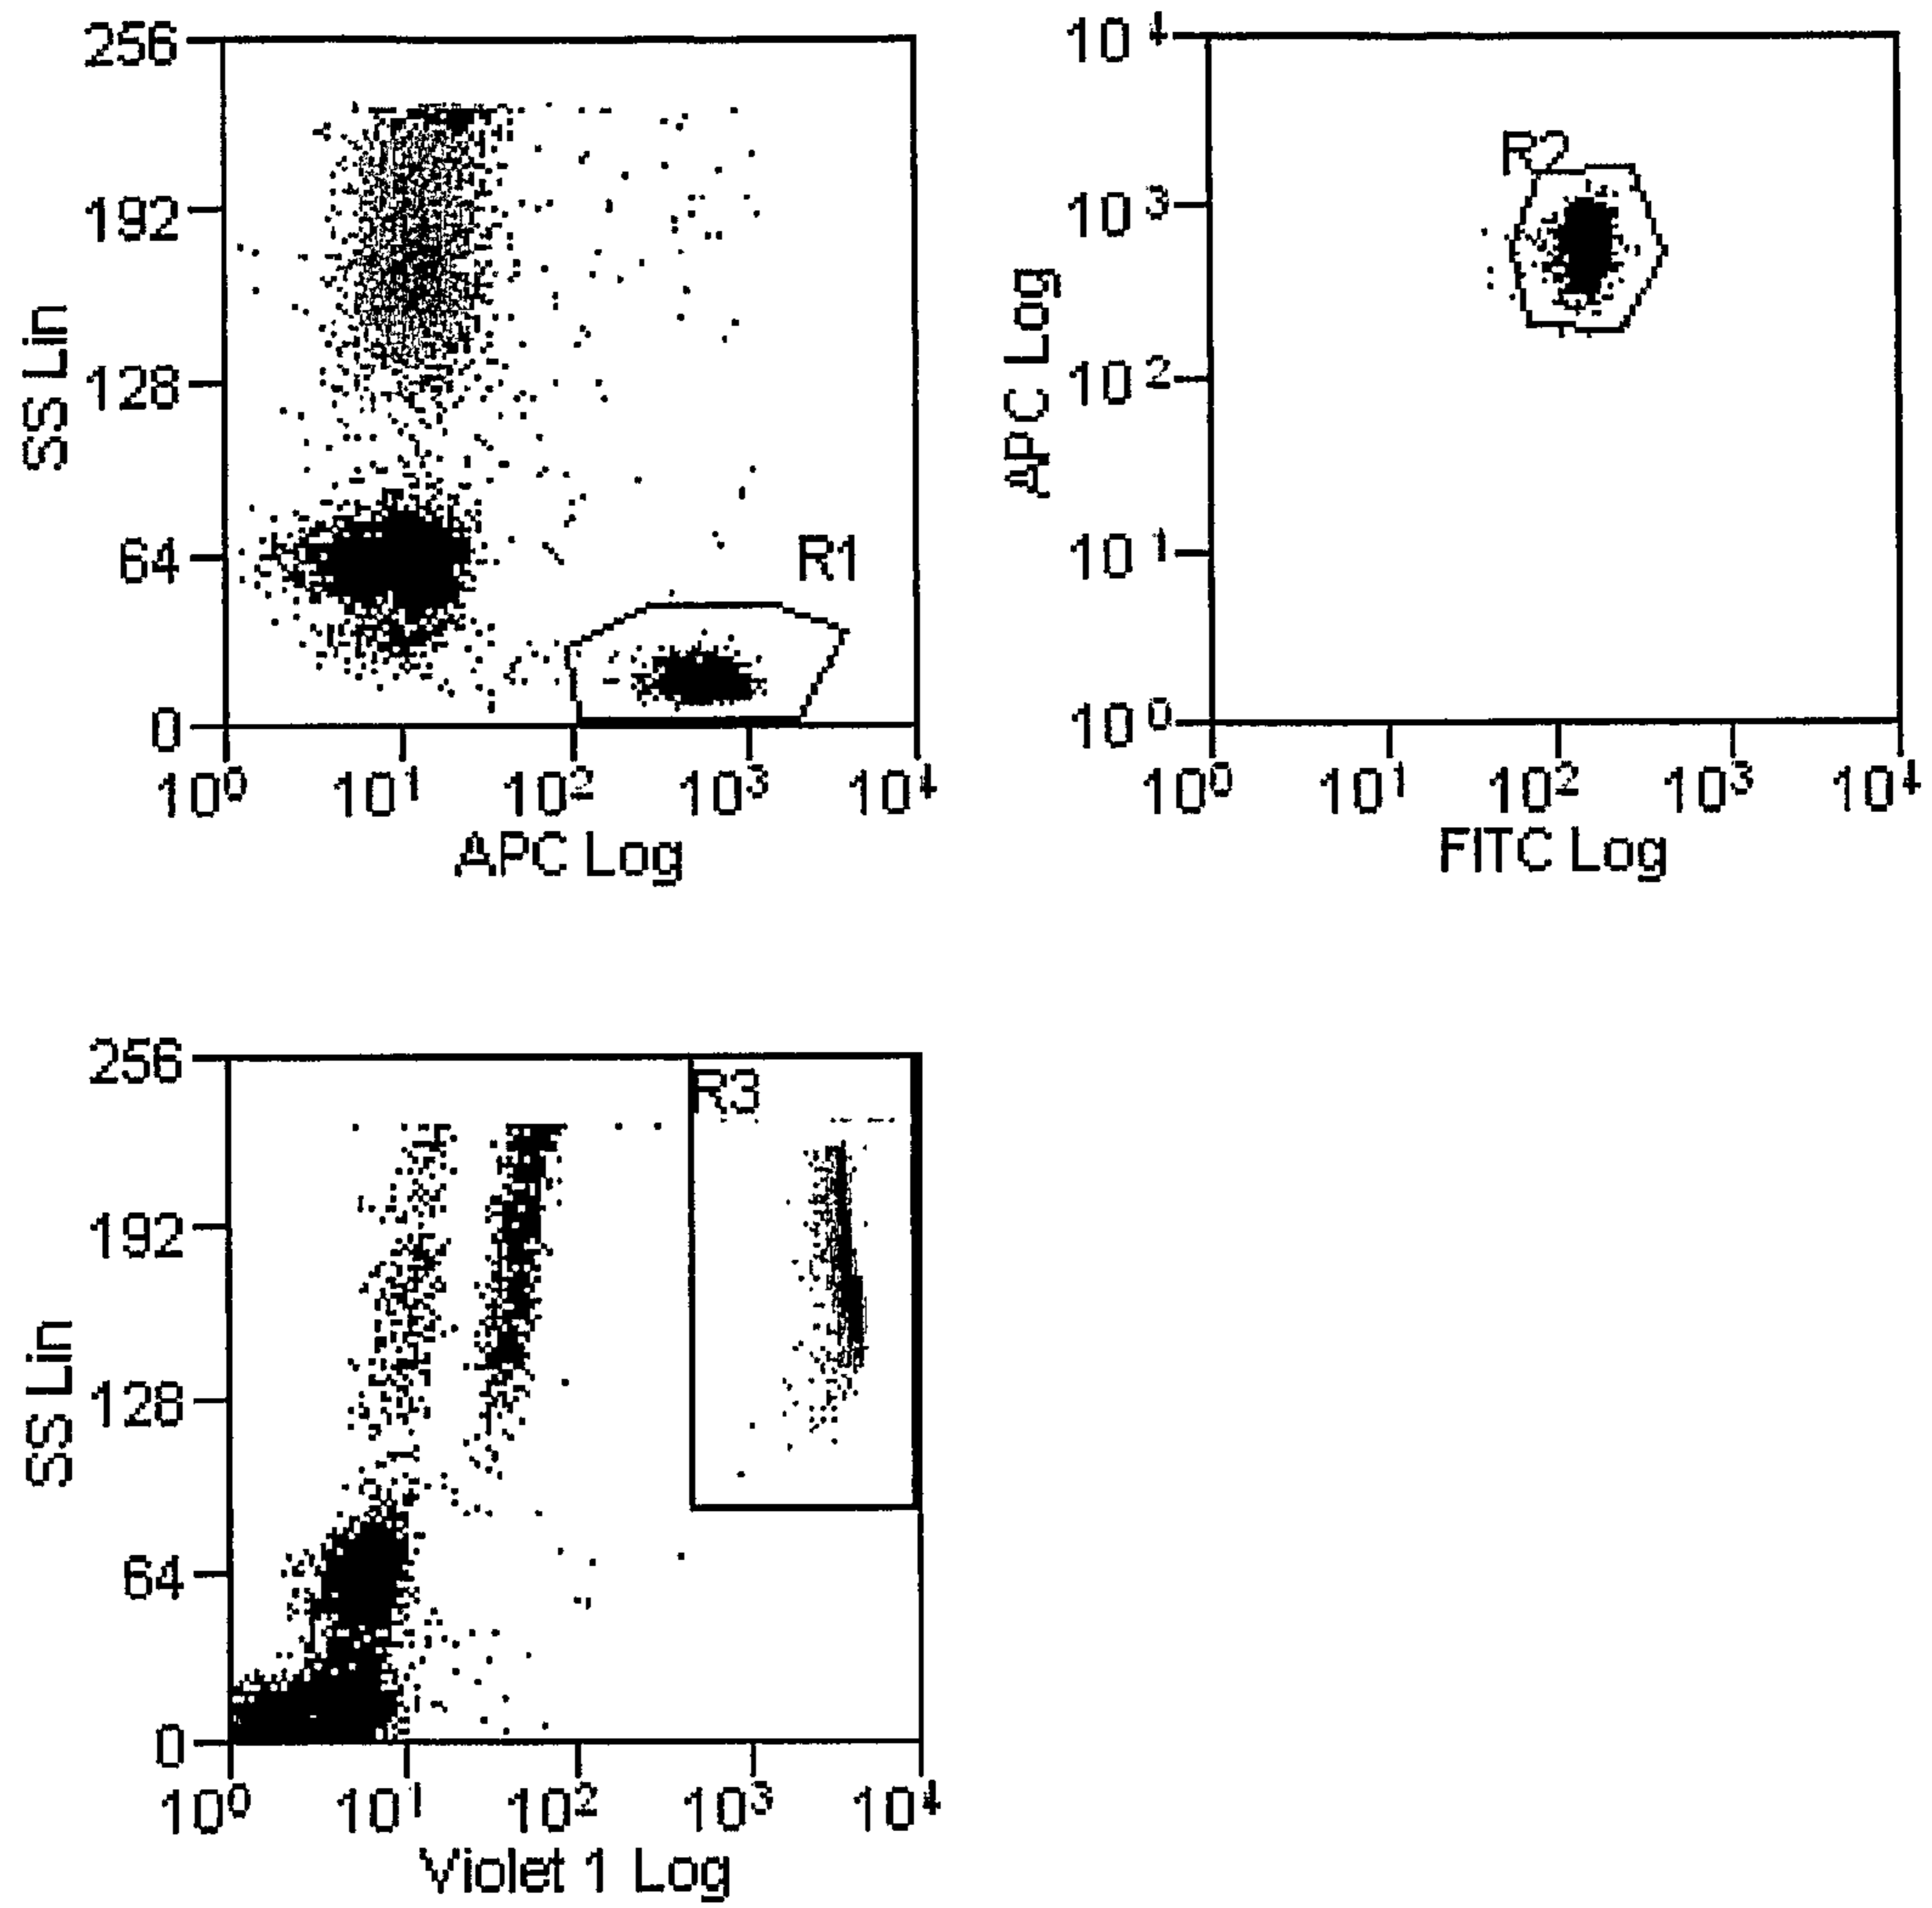 256
192
128
64
0
SS Lin
R1
10⁰ 10¹ 10² 10³ 10⁴
APC Log
10⁴
10³
10²
10¹
10⁰
APC Log
R2
10⁰ 10¹ 10² 10³ 10⁴
FITC Log
256
192
128
64
0
SS Lin
R3
10⁰ 10¹ 10² 10³ 10⁴
Violet 1 Log